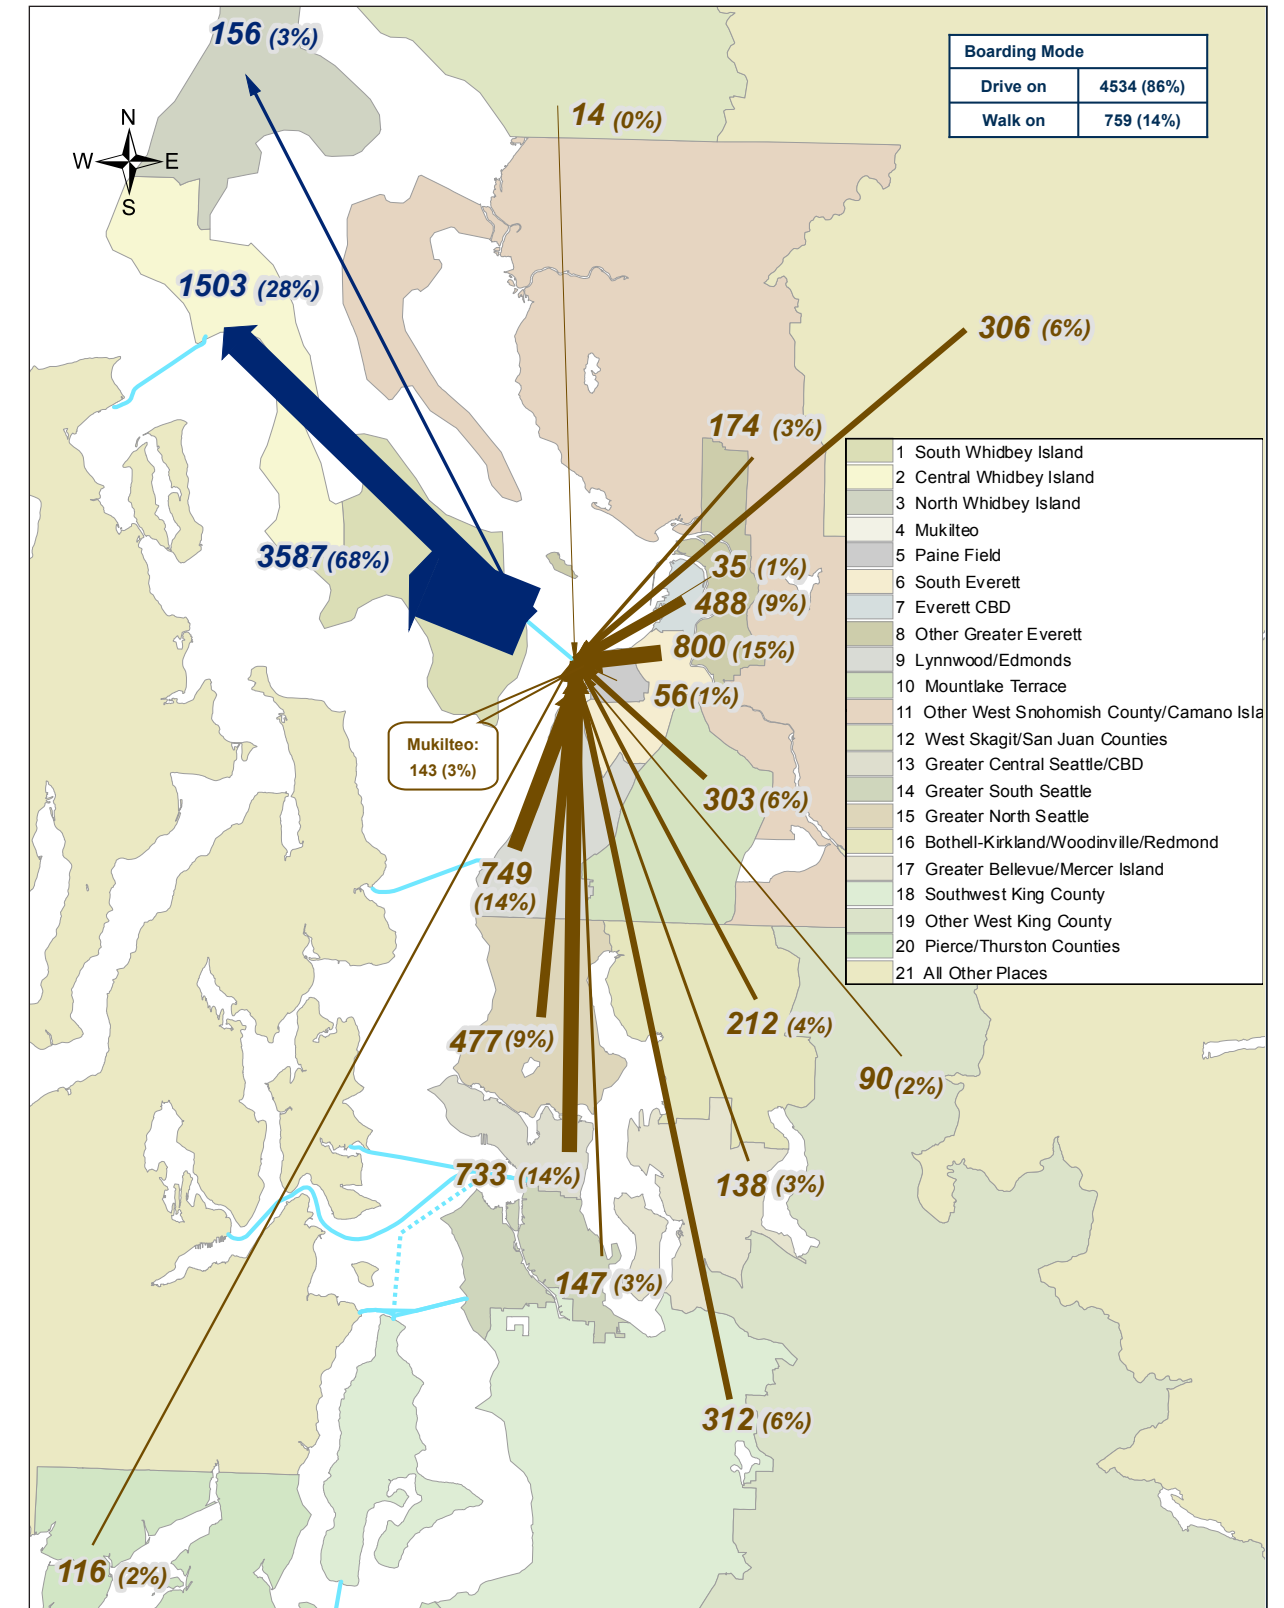 156 (3%)
Boarding Mode
Drive on 4534 (86%)
Walk on 759 (14%)
14 (0%)
N
W E
S
1503 (28%)
306 (6%)
174 (3%)
1 South Whidbey Island
2 Central Whidbey Island
3 North Whidbey Island
4 Mukilteo
5 Paine Field
6 South Everett
7 Everett CBD
8 Other Greater Everett
9 Lynnwood/Edmonds
10 Mountlake Terrace
11 Other West Snohomish County/Camano Isla
12 West Skagit/San Juan Counties
13 Greater Central Seattle/CBD
14 Greater South Seattle
15 Greater North Seattle
16 Bothell-Kirkland/Woodinville/Redmond
17 Greater Bellevue/Mercer Island
18 Southwest King County
19 Other West King County
20 Pierce/Thurston Counties
21 All Other Places
3587(68%)
35 (1%)
488 (9%)
800 (15%)
56(1%)
Mukilteo:
143 (3%)
303(6%)
749
(14%)
477(9%)
212 (4%)
90(2%)
733 (14%)
138 (3%)
147 (3%)
312(6%)
116 (2%)